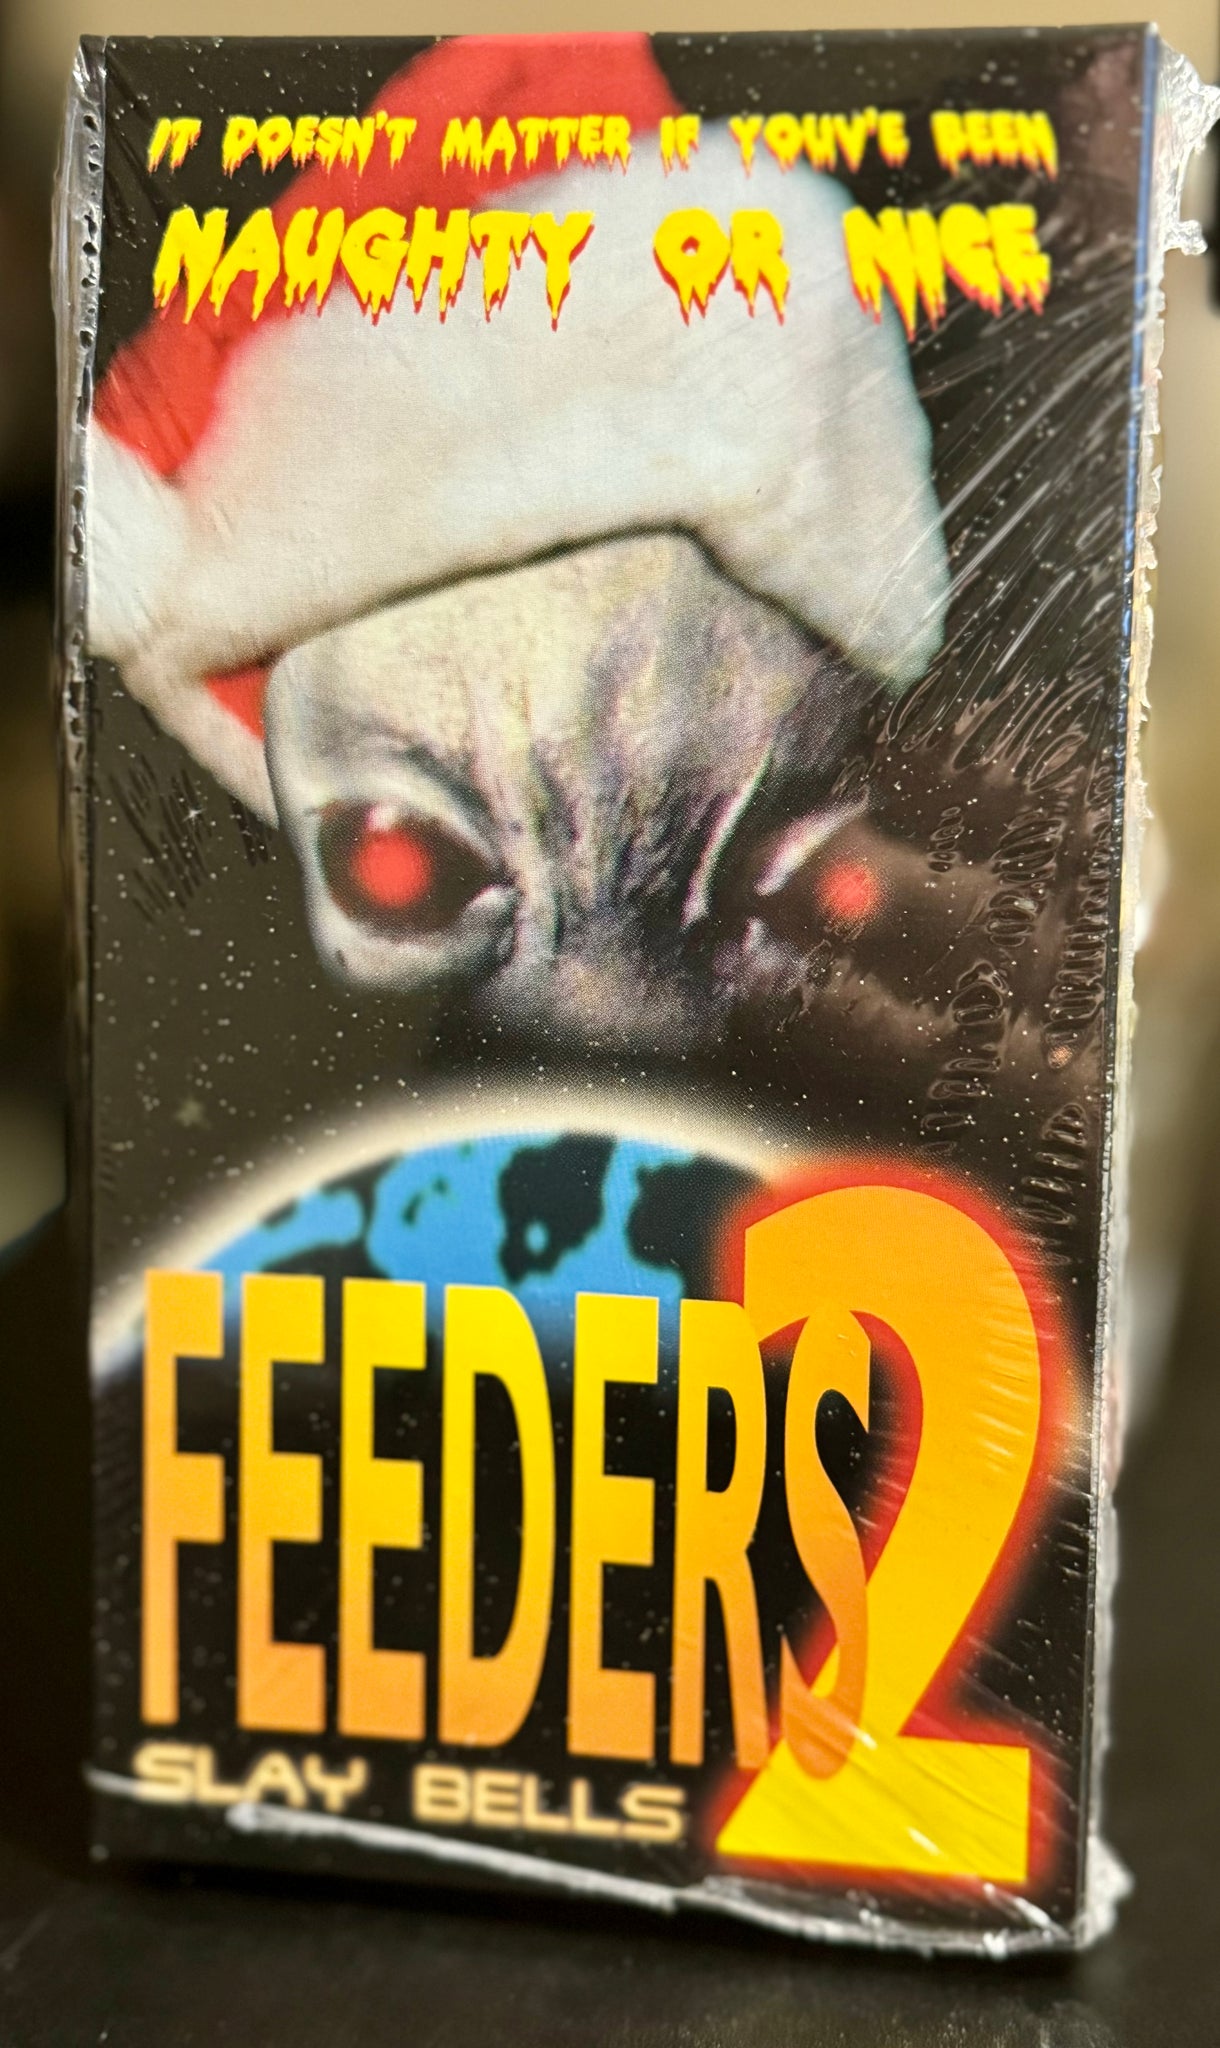 IT DOESN'T MATTER IF YOUV'E BEEN
NAUGHTY OR NICE
FEEDERS 2
SLAY BELLS